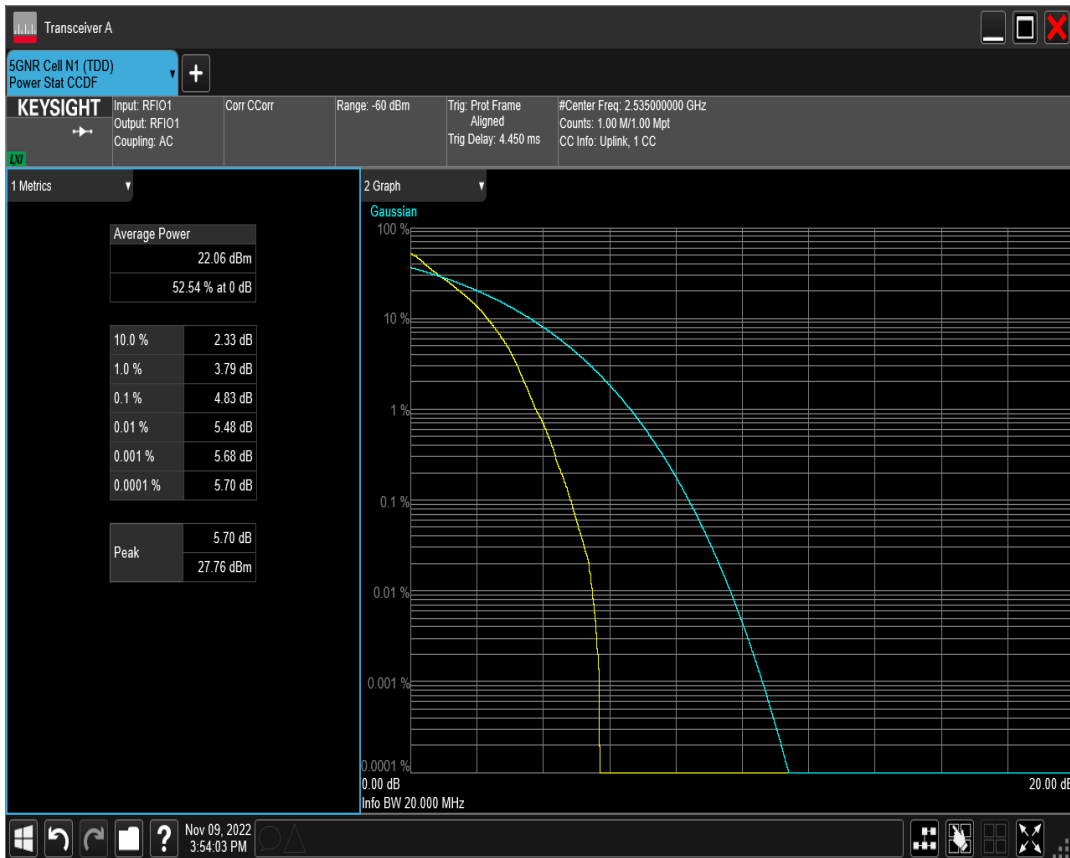 Transceiver A
5GNR Cell N1 (TDD)
Power Stat CCDF
+
KEYSIGHT
LXI
Input: RFIO1
Output: RFIO1
Coupling: AC
Corr CCorr
Range: -60 dBm
Trig: Prot Frame
Aligned
Trig Delay: 4.450 ms
#Center Freq: 2.535000000 GHz
Counts: 1.00 M/1.00 Mpt
CC Info: Uplink, 1 CC
1 Metrics
Average Power
22.06 dBm
52.54 % at 0 dB
10.0 % 2.33 dB
1.0 % 3.79 dB
0.1 % 4.83 dB
0.01 % 5.48 dB
0.001 % 5.68 dB
0.0001 % 5.70 dB
Peak
5.70 dB
27.76 dBm
2 Graph
Gaussian
100 %
10 %
1 %
0.1 %
0.01 %
0.001 %
0.0001 %
0.00 dB
20.00 dB
Info BW 20.000 MHz
?
Nov 09, 2022
3:54:03 PM